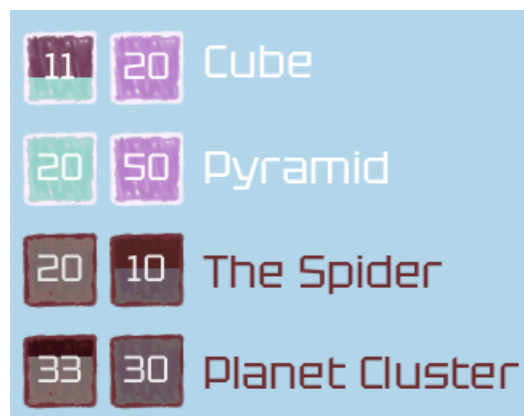 11 20 Cube
20 50 Pyramid
20 10 The Spider
33 30 Planet Cluster